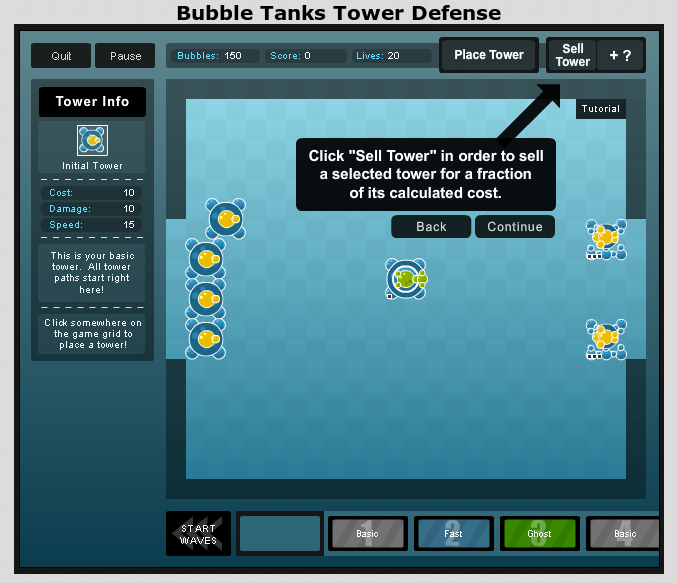 Bubble Tanks Tower Defense
Quit
Pause
Bubbles: 150
Score: 0
Lives: 20
Place Tower
Sell
Tower
+ ?
Tower Info
Initial Tower
Cost: 10
Damage: 10
Speed: 15
This is your basic
tower. All tower
paths start right
here!
Click somewhere on
the game grid to
place a tower!
Tutorial
Click "Sell Tower" in order to sell
a selected tower for a fraction
of its calculated cost.
Back
Continue
START
WAVES
1
Basic
2
Fast
3
Ghost
4
Basic